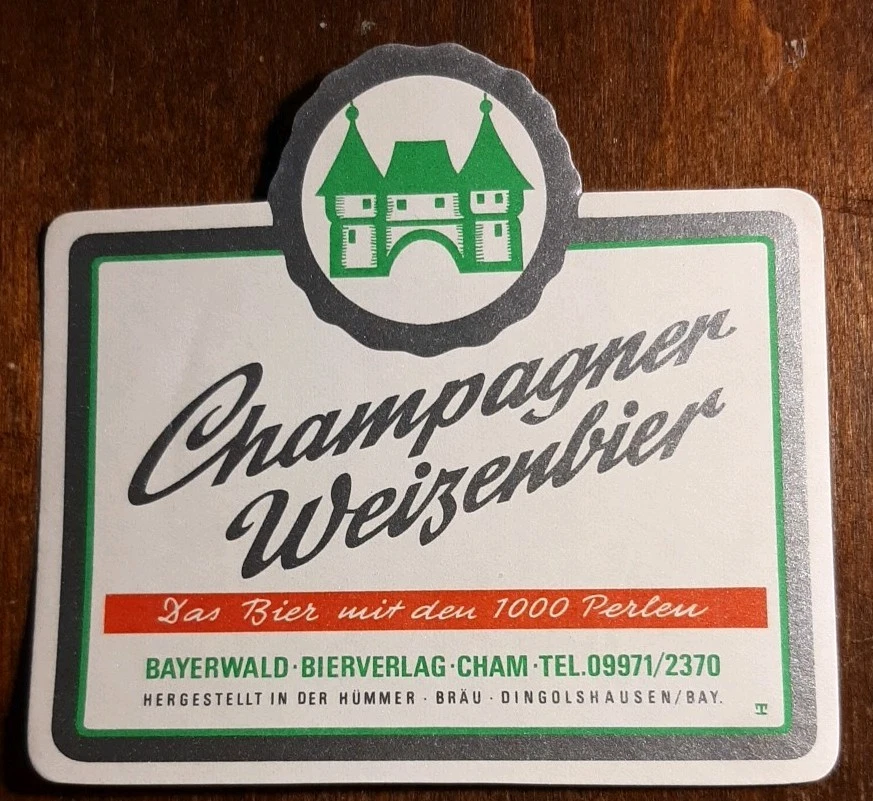 Champagner
Weizenbier
Das Bier mit den 1000 Perlen
BAYERWALD·BIERVERLAG·CHAM·TEL.09971/2370
HERGESTELLT IN DER HÜMMER · BRÄU · DINGOLSHAUSEN/BAY.